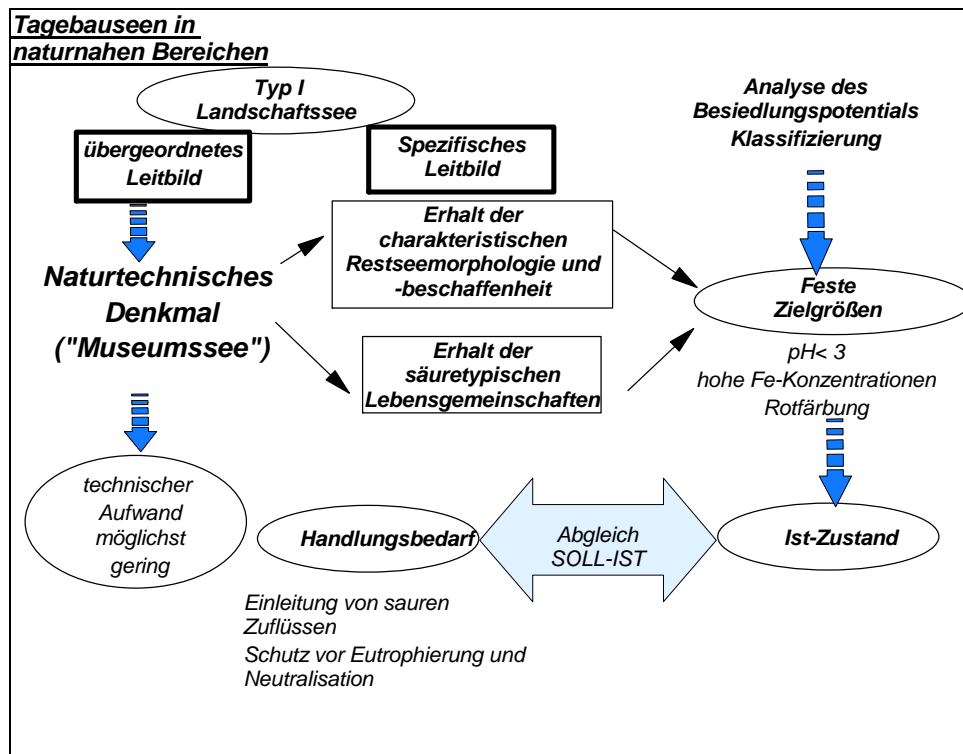 Tagebauseen in
naturnahen Bereichen
Typ I
Landschaftssee
Analyse des
Besiedlungspotentials
Klassifizierung
übergeordnetes
Leitbild
Spezifisches
Leitbild
Erhalt der
charakteristischen
Restseemorphologie und
-beschaffenheit
Naturtechnisches
Denkmal
("Museumssee")
Feste
Zielgrößen
Erhalt der
säuretypischen
Lebensgemeinschaften
pH< 3
hohe Fe-Konzentrationen
Rotfärbung
technischer
Aufwand
möglichst
gering
Handlungsbedarf
Abgleich
SOLL-IST
Ist-Zustand
Einleitung von sauren
Zuflüssen
Schutz vor Eutrophierung und
Neutralisation